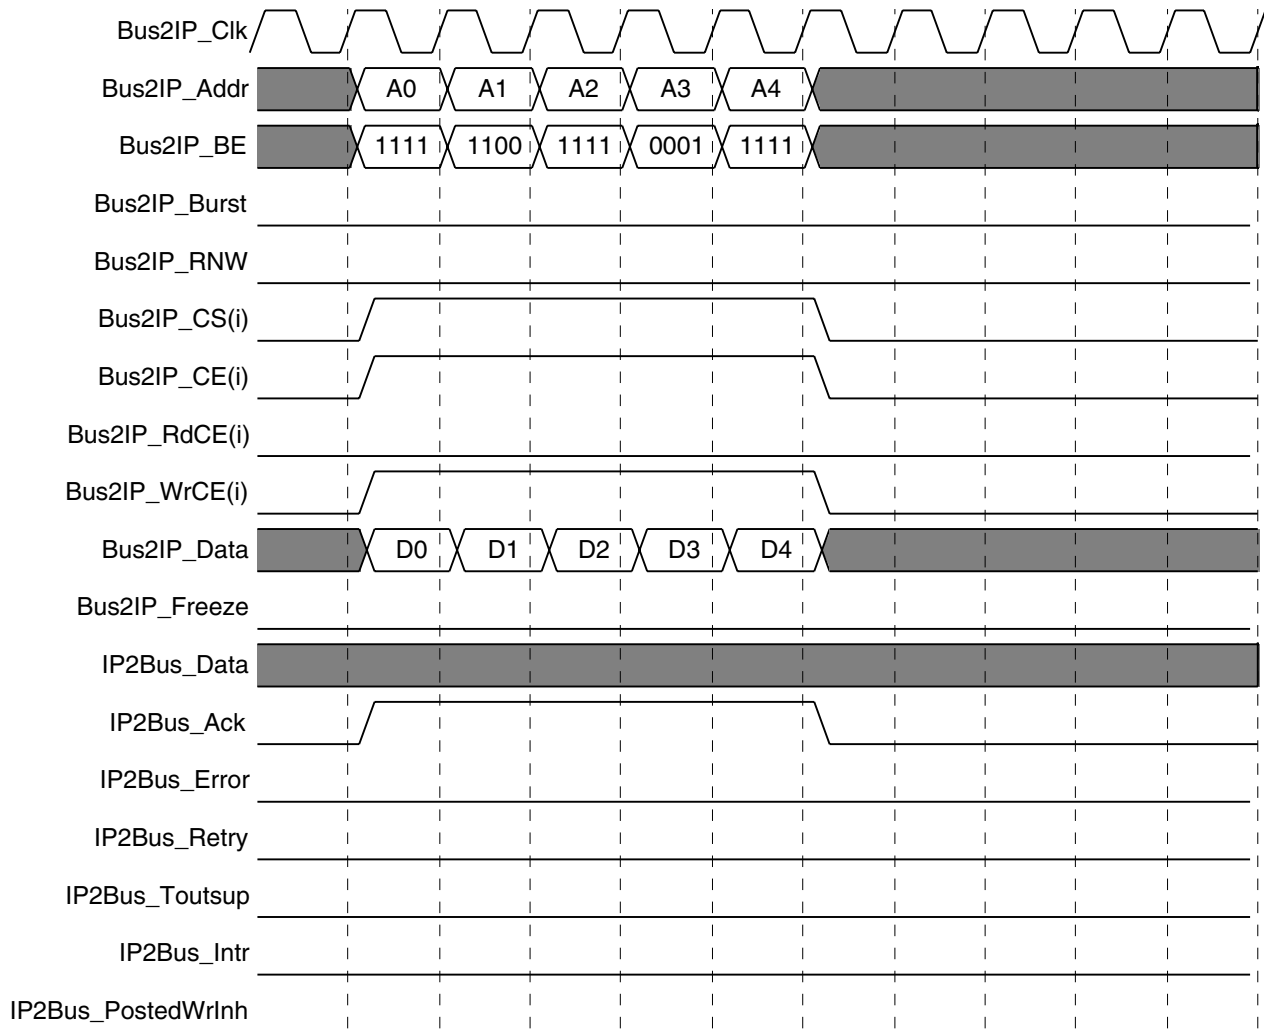 Bus2IP_Clk
Bus2IP_Addr A0 A1 A2 A3 A4
Bus2IP_BE 1111 1100 1111 0001 1111
Bus2IP_Burst
Bus2IP_RNW
Bus2IP_CS(i)
Bus2IP_CE(i)
Bus2IP_RdCE(i)
Bus2IP_WrCE(i)
Bus2IP_Data D0 D1 D2 D3 D4
Bus2IP_Freeze
IP2Bus_Data
IP2Bus_Ack
IP2Bus_Error
IP2Bus_Retry
IP2Bus_Toutsup
IP2Bus_Intr
IP2Bus_PostedWrInh